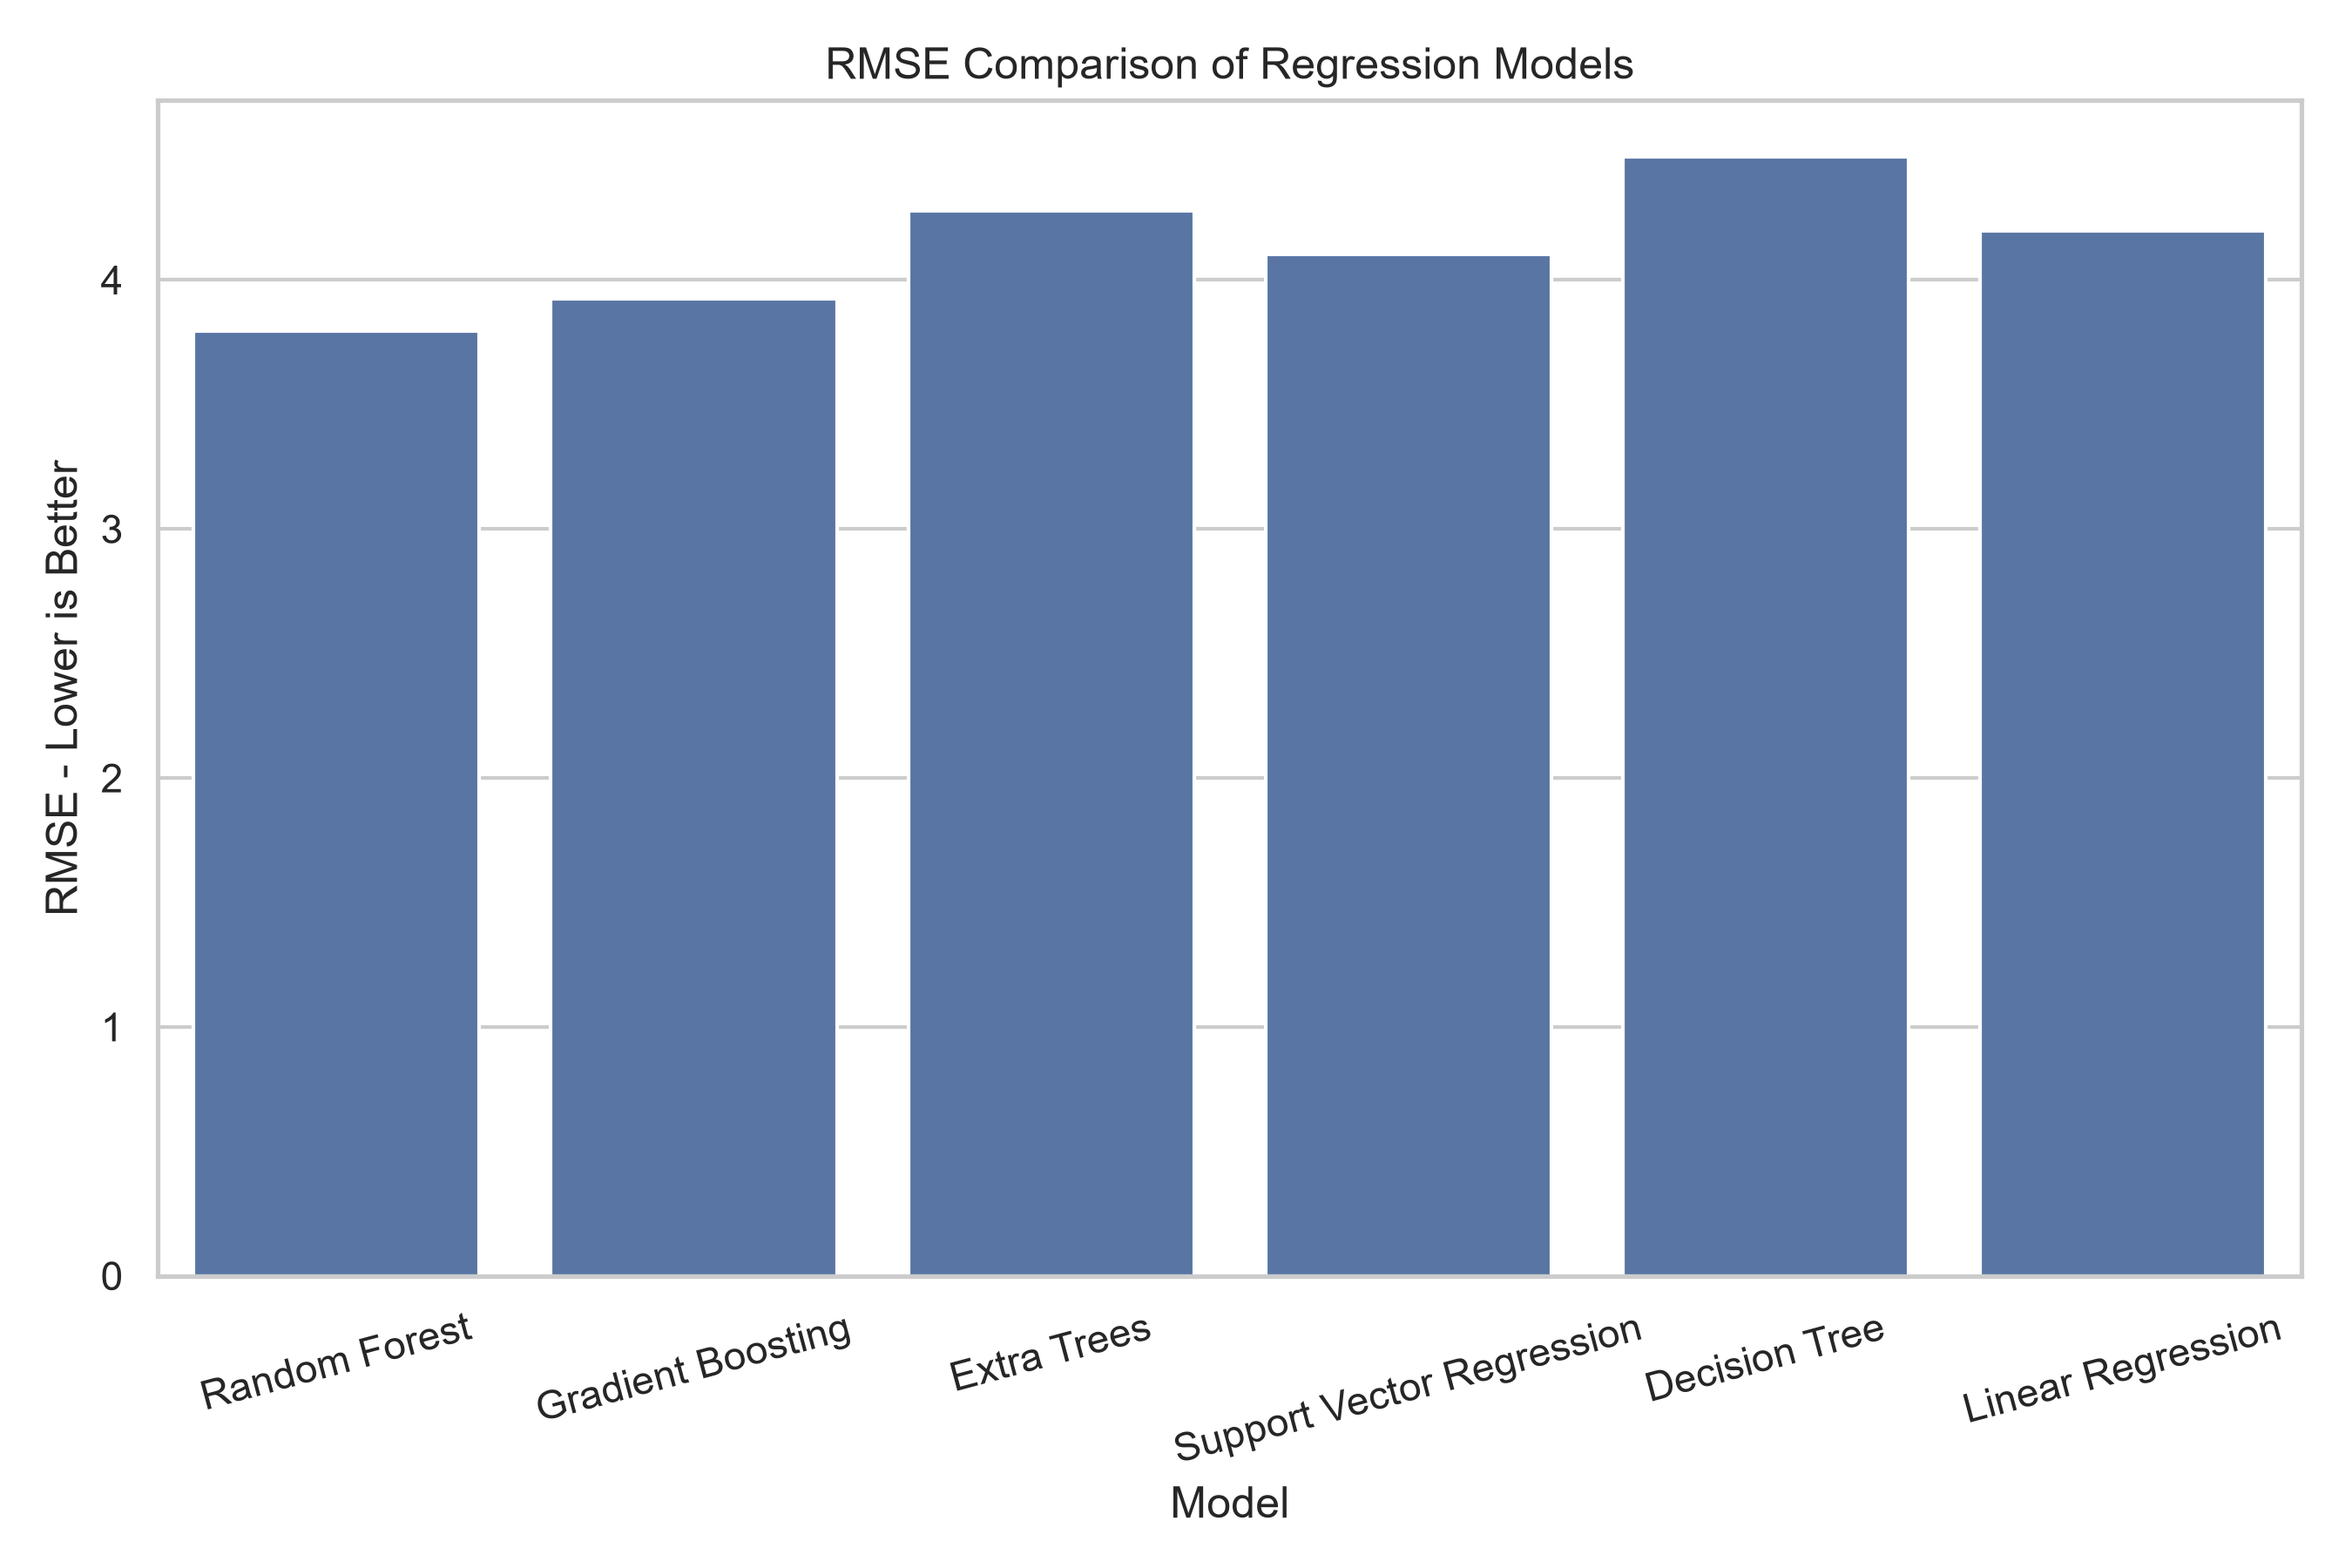 RMSE Comparison of Regression Models
RMSE - Lower is Better
4
3
2
1
0
Random Forest
Gradient Boosting
Extra Trees
Support Vector Regression
Decision Tree
Linear Regression
Model